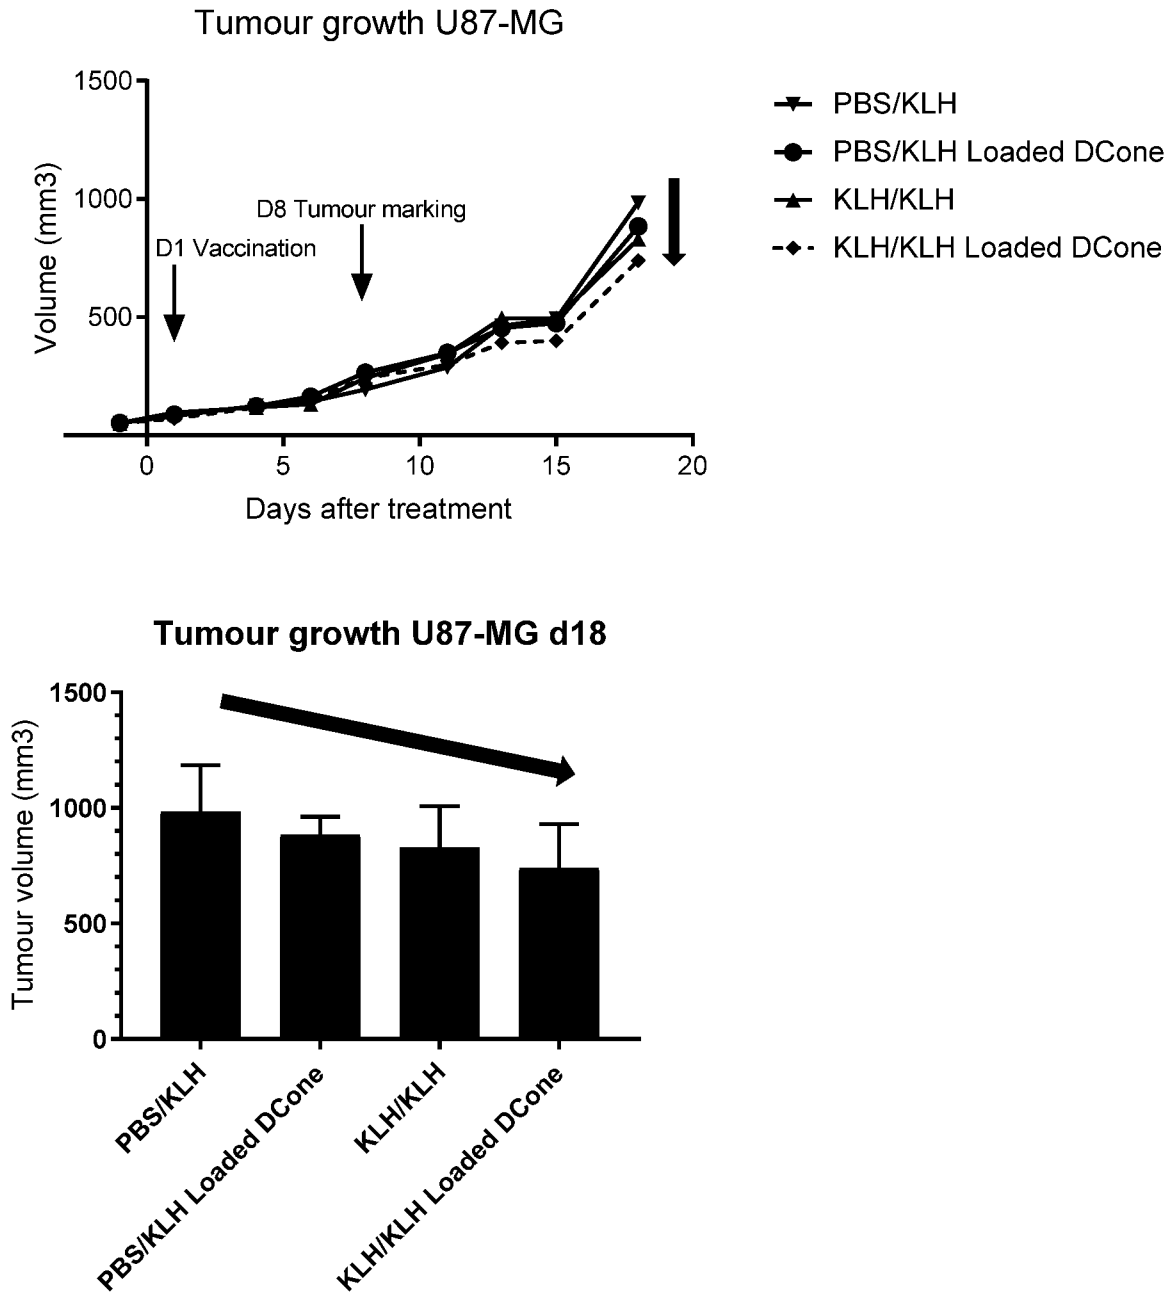 Tumour growth U87-MG
1500
1000
500
Volume (mm3)
D8 Tumour marking
D1 Vaccination
0
5
10
15
20
Days after treatment
PBS/KLH
PBS/KLH Loaded DCone
KLH/KLH
KLH/KLH Loaded DCone
Tumour growth U87-MG d18
1500
1000
500
0
Tumour volume (mm3)
PBS/KLH
PBS/KLH Loaded DCone
KLH/KLH
KLH/KLH Loaded DCone